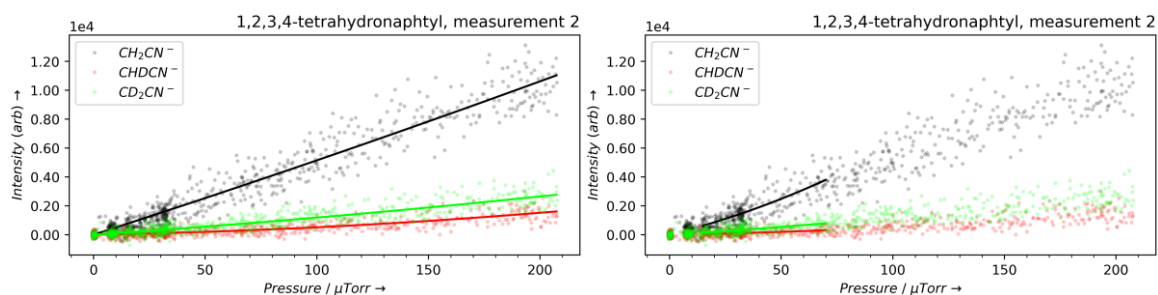 1,2,3,4-tetrahydronaphtyl, measurement 2
1e4
1.20
1.00
0.80
0.60
0.40
0.20
0.00
Intensity (arb) →
CH₂CN⁻
CHDCN⁻
CD₂CN⁻
0
50
100
150
200
Pressure / μTorr →
1,2,3,4-tetrahydronaphtyl, measurement 2
1e4
1.20
1.00
0.80
0.60
0.40
0.20
0.00
Intensity (arb) →
CH₂CN⁻
CHDCN⁻
CD₂CN⁻
0
50
100
150
200
Pressure / μTorr →